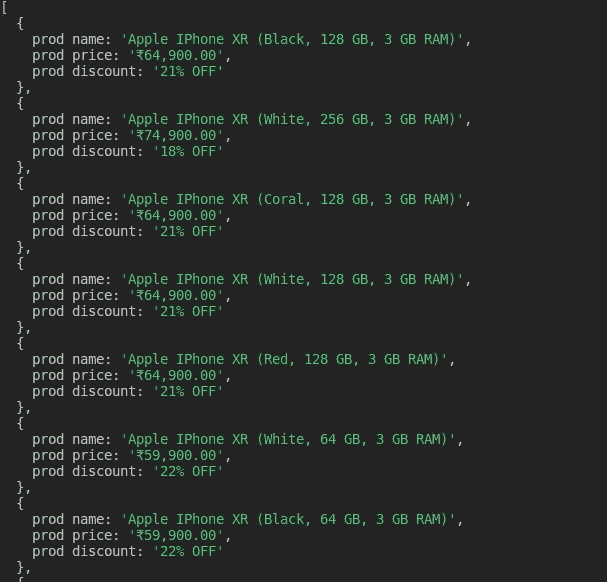 [
  {
    prod name: 'Apple IPhone XR (Black, 128 GB, 3 GB RAM)',
    prod price: '₹64,900.00',
    prod discount: '21% OFF'
  },
  {
    prod name: 'Apple IPhone XR (White, 256 GB, 3 GB RAM)',
    prod price: '₹74,900.00',
    prod discount: '18% OFF'
  },
  {
    prod name: 'Apple IPhone XR (Coral, 128 GB, 3 GB RAM)',
    prod price: '₹64,900.00',
    prod discount: '21% OFF'
  },
  {
    prod name: 'Apple IPhone XR (White, 128 GB, 3 GB RAM)',
    prod price: '₹64,900.00',
    prod discount: '21% OFF'
  },
  {
    prod name: 'Apple IPhone XR (Red, 128 GB, 3 GB RAM)',
    prod price: '₹64,900.00',
    prod discount: '21% OFF'
  },
  {
    prod name: 'Apple IPhone XR (White, 64 GB, 3 GB RAM)',
    prod price: '₹59,900.00',
    prod discount: '22% OFF'
  },
  {
    prod name: 'Apple IPhone XR (Black, 64 GB, 3 GB RAM)',
    prod price: '₹59,900.00',
    prod discount: '22% OFF'
  },
  {